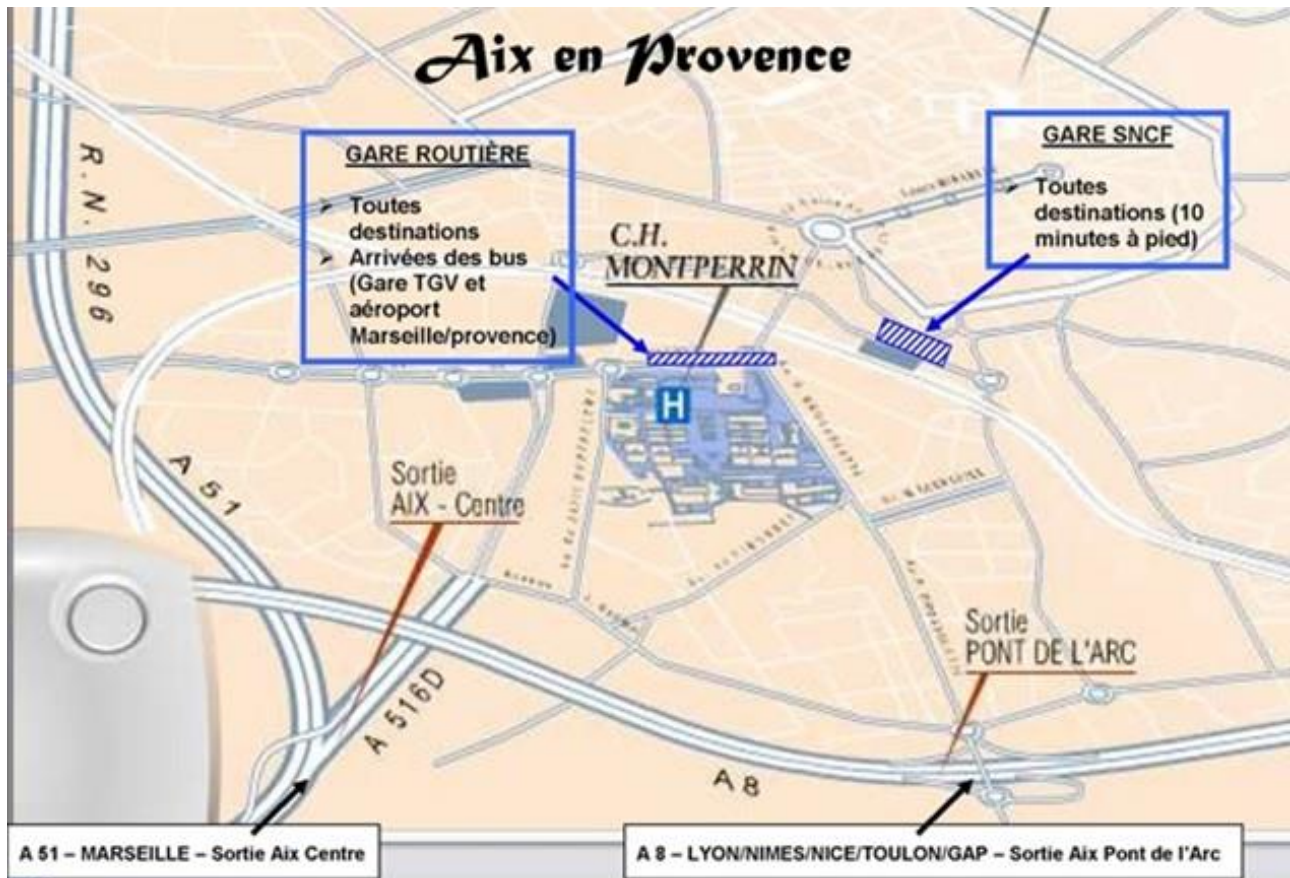 Aix en Provence
GARE ROUTIÈRE
➢ Toutes
destinations
➢ Arrivées des bus
(Gare TGV et
aéroport
Marseille/provence)
GARE SNCF
➢ Toutes
destinations (10
minutes à pied)
C.H.
MONTPERRIN
R.N. 296
H
A 51
Sortie
AIX - Centre
Sortie
PONT DE L'ARC
A 516D
A 8
A 51 – MARSEILLE – Sortie Aix Centre
A 8 – LYON/NIMES/NICE/TOULON/GAP – Sortie Aix Pont de l'Arc